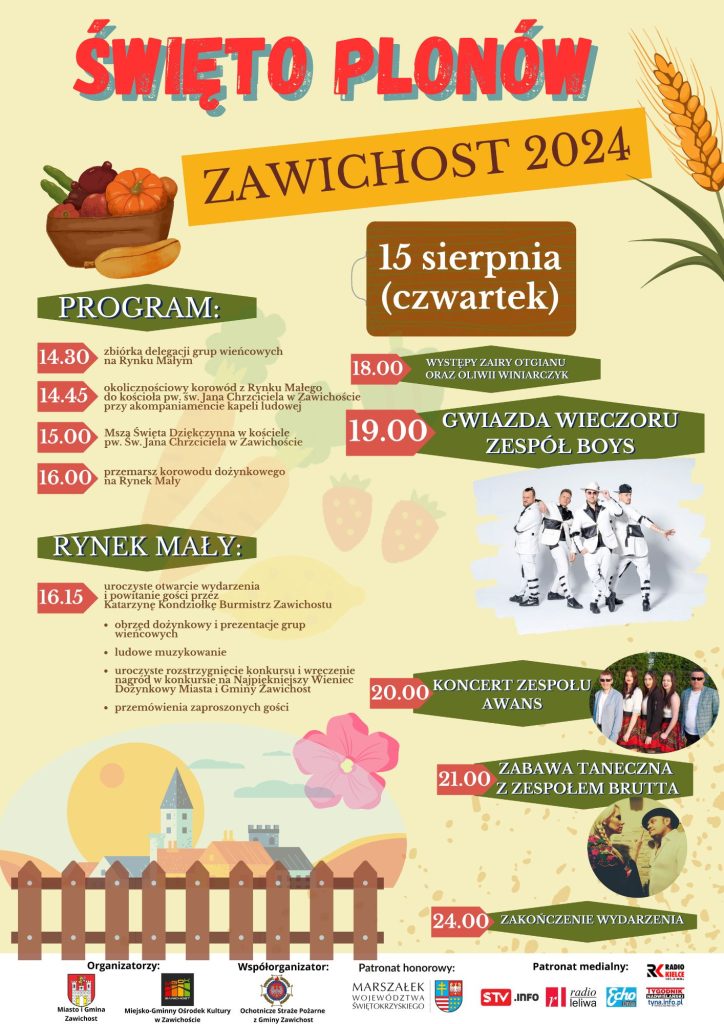 ŚWIĘTO PLONÓW
ZAWICHOST 2024
15 sierpnia
(czwartek)
PROGRAM:
14.30
zbiórka delegacji grup wieńcowych
na Rynku Małym
14.45
okolicznościowy korowód z Rynku Małego
do kościoła pw. św. Jana Chrzciciela w Zawichoście
przy akompaniamencie kapeli ludowej
15.00
Mszą Święta Dziękczynna w kościele
pw. Św. Jana Chrzciciela w Zawichoście
16.00
przemarsz korowodu dożynkowego
na Rynek Mały
RYNEK MAŁY:
16.15
uroczyste otwarcie wydarzenia
i powitanie gości przez
Katarzynę Kondziołkę Burmistrz Zawichostu
• obrzęd dożynkowy i prezentacje grup
wieńcowych
• ludowe muzykowanie
• uroczyste rozstrzygnięcie konkursu i wręczenie
nagród w konkursie na Najpiękniejszy Wieniec
Dożynkowy Miasta i Gminy Zawichost
• przemówienia zaproszonych gości
18.00
WYSTĘPY ZAIRY OTGIANU
ORAZ OLIWII WINIARCZYK
19.00
GWIAZDA WIECZORU
ZESPÓŁ BOYS
20.00
KONCERT ZESPOŁU
AWANS
21.00
ZABAWA TANECZNA
Z ZESPOŁEM BRUTTA
24.00
ZAKOŃCZENIE WYDARZENIA
Organizatorzy:
Miasto i Gmina
Zawichost
Miejsko-Gminny Ośrodek Kultury
w Zawichoście
Współorganizator:
Ochotnicze Straże Pożarne
z Gminy Zawichost
Patronat honorowy:
MARSZAŁEK
WOJEWÓDZTWA
ŚWIĘTOKRZYSKIEGO
Patronat medialny:
STV.INFO
radio
leliwa
RADIO
KIELCE
Echo
TYGODNIK
NADWIŚLAŃSKI
tyna.info.pl